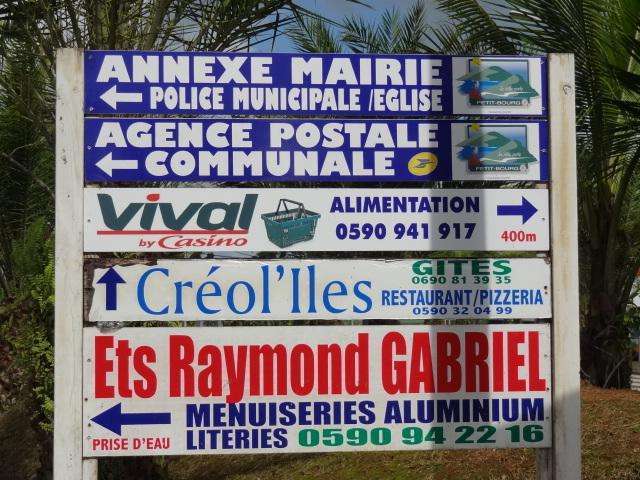 ANNEXE MAIRIE
POLICE MUNICIPALE /EGLISE
PETIT-BOURG
AGENCE POSTALE
COMMUNALE
PETIT-BOURG
Vival
by Casino
ALIMENTATION
0590 941 917
400m
Créol'Iles
GITES
0690 81 39 35
RESTAURANT/PIZZERIA
0590 32 04 99
Ets Raymond GABRIEL
MENUISERIES ALUMINIUM
PRISE D'EAU
LITERIES 0590 94 22 16